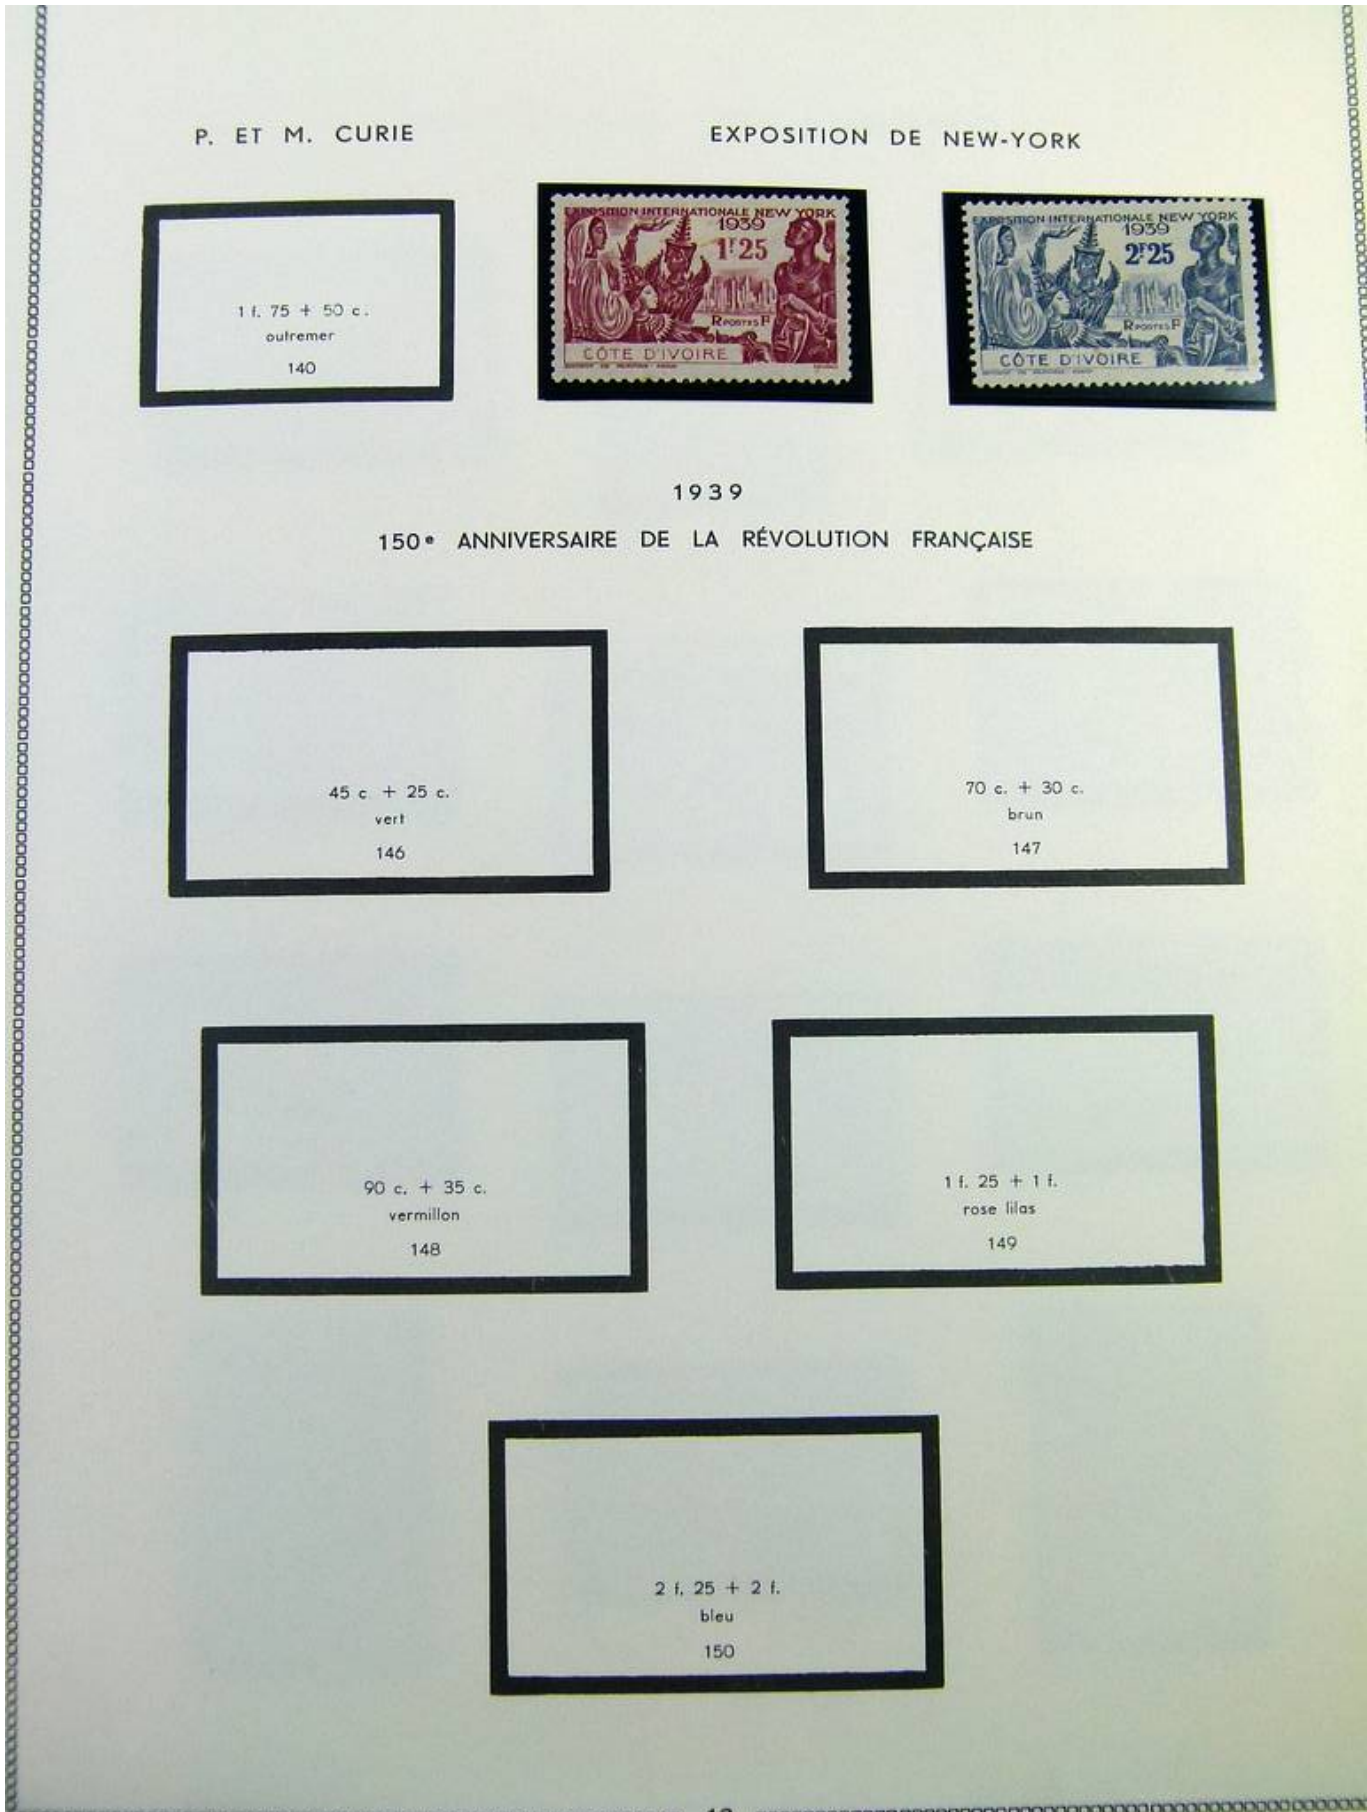 P. ET M. CURIE
EXPOSITION DE NEW-YORK
1 f. 75 + 50 c.
outremer
140
EXPOSITION INTERNATIONALE NEW YORK
1939
1F25
RPOSTESF
CÔTE D'IVOIRE
EXPOSITION INTERNATIONALE NEW YORK
1939
2F25
RPOSTESF
CÔTE D'IVOIRE
1939
150e ANNIVERSAIRE DE LA RÉVOLUTION FRANÇAISE
45 c + 25 c.
vert
146
70 c. + 30 c.
brun
147
90 c. + 35 c.
vermillon
148
1 f. 25 + 1 f.
rose lilas
149
2 f. 25 + 2 f.
bleu
150